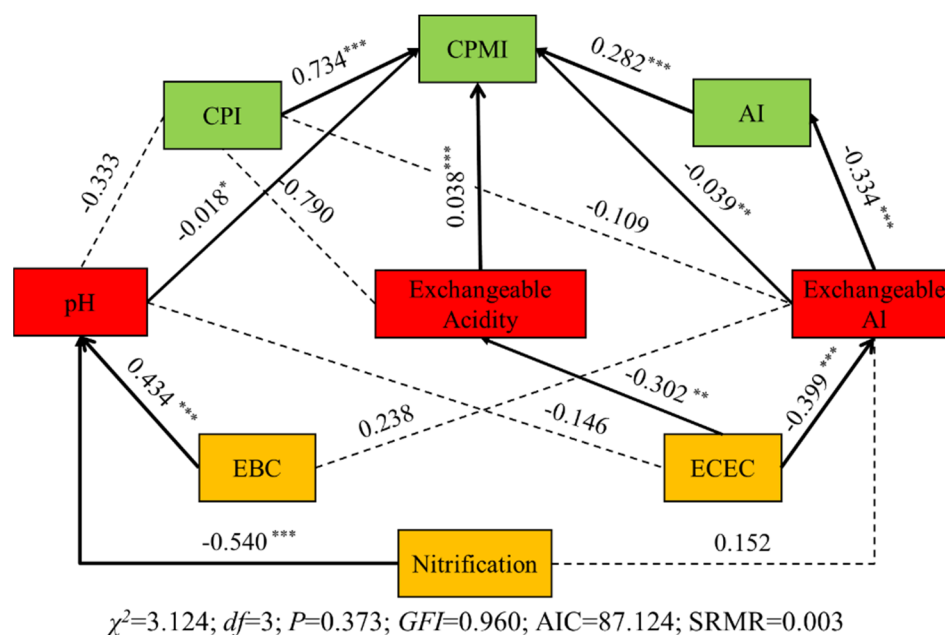 CPMI
0.734***
0.282***
CPI
AI
-0.333
-0.018*
-0.790
0.038****
-0.109
-0.039**
-0.334***
pH
Exchangeable
Acidity
Exchangeable
Al
0.434***
0.238
-0.146
-0.302**
-0.399***
EBC
ECEC
-0.540***
Nitrification
0.152
χ²=3.124; df=3; P=0.373; GFI=0.960; AIC=87.124; SRMR=0.003